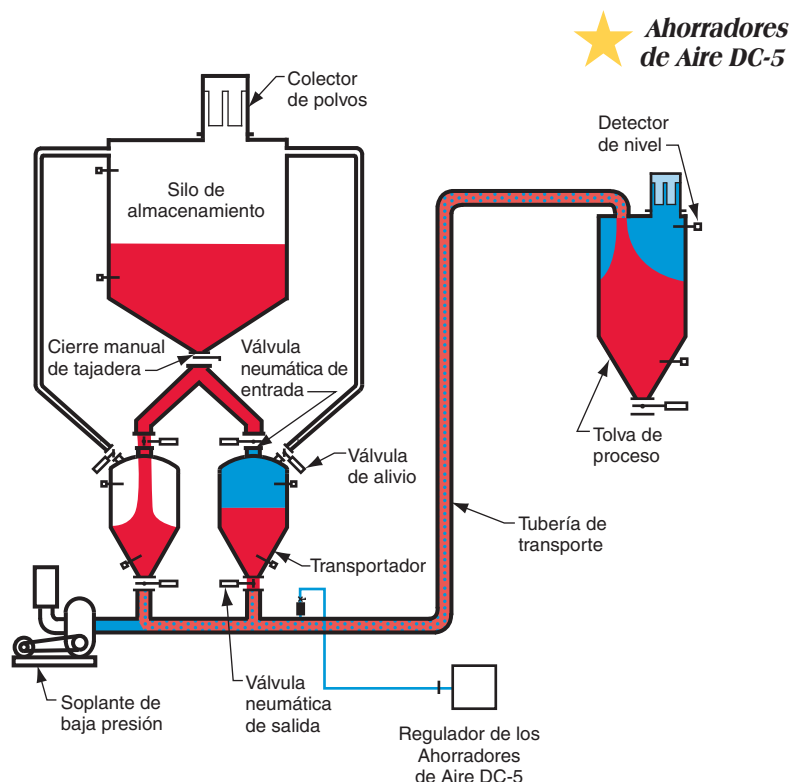 Ahorradores
de Aire DC-5
Colector
de polvos
Detector
de nivel
Silo de
almacenamiento
Cierre manual
de tajadera
Válvula
neumática de
entrada
Válvula
de alivio
Tolva de
proceso
Tubería de
transporte
Transportador
Soplante de
baja presión
Válvula
neumática
de salida
Regulador de los
Ahorradores
de Aire DC-5